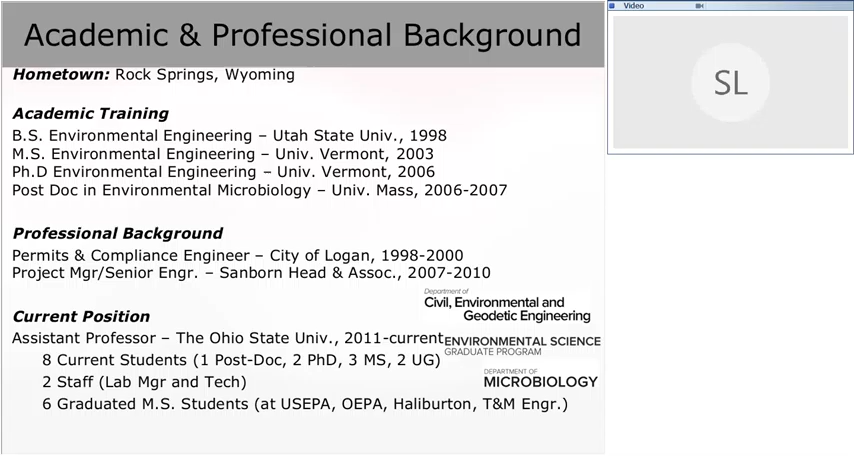 Academic & Professional Background
Hometown: Rock Springs, Wyoming
Academic Training
B.S. Environmental Engineering – Utah State Univ., 1998
M.S. Environmental Engineering – Univ. Vermont, 2003
Ph.D Environmental Engineering – Univ. Vermont, 2006
Post Doc in Environmental Microbiology – Univ. Mass, 2006-2007
Professional Background
Permits & Compliance Engineer – City of Logan, 1998-2000
Project Mgr/Senior Engr. – Sanborn Head & Assoc., 2007-2010
Department of
Civil, Environmental and
Geodetic Engineering
Current Position
Assistant Professor – The Ohio State Univ., 2011-current
ENVIRONMENTAL SCIENCE
GRADUATE PROGRAM
8 Current Students (1 Post-Doc, 2 PhD, 3 MS, 2 UG)
DEPARTMENT OF
MICROBIOLOGY
2 Staff (Lab Mgr and Tech)
6 Graduated M.S. Students (at USEPA, OEPA, Haliburton, T&M Engr.)
Video
SL